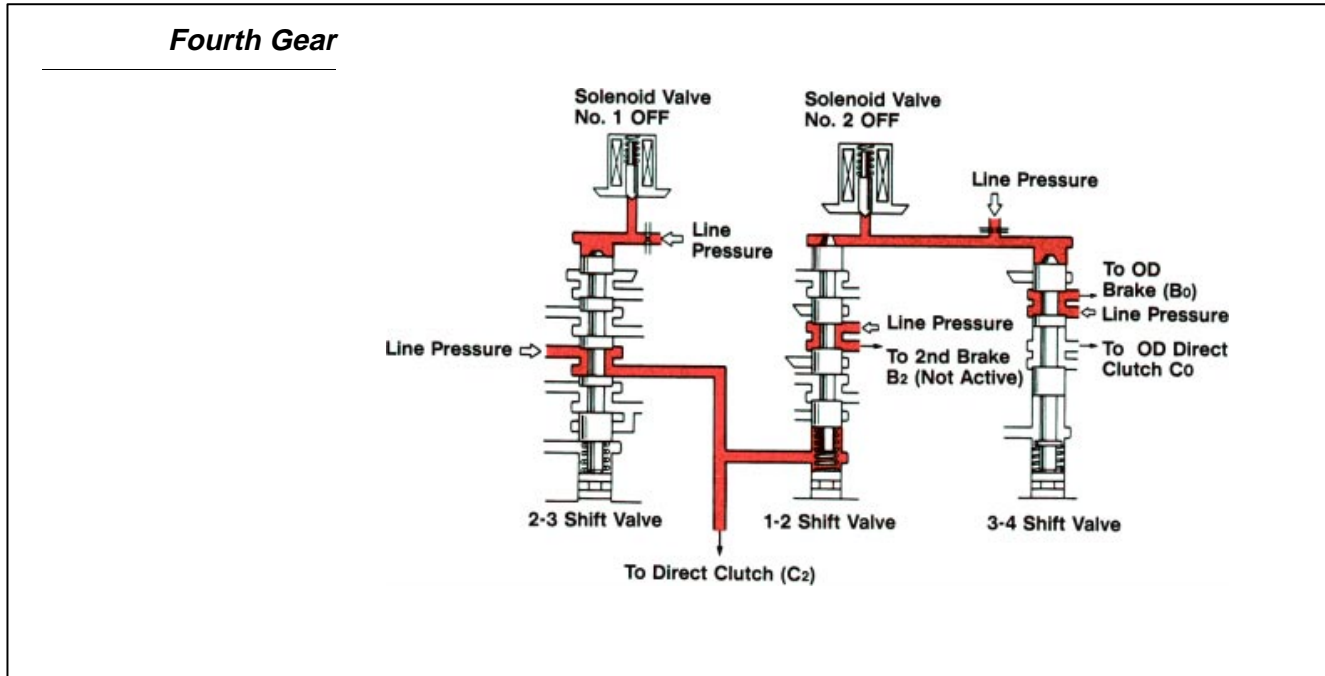 Fourth Gear
Solenoid Valve
No. 1 OFF
Solenoid Valve
No. 2 OFF
Line Pressure
Line
Pressure
To OD
Brake (B0)
Line Pressure
Line Pressure
Line Pressure
To 2nd Brake
B2 (Not Active)
To OD Direct
Clutch C0
2-3 Shift Valve
1-2 Shift Valve
3-4 Shift Valve
To Direct Clutch (C2)